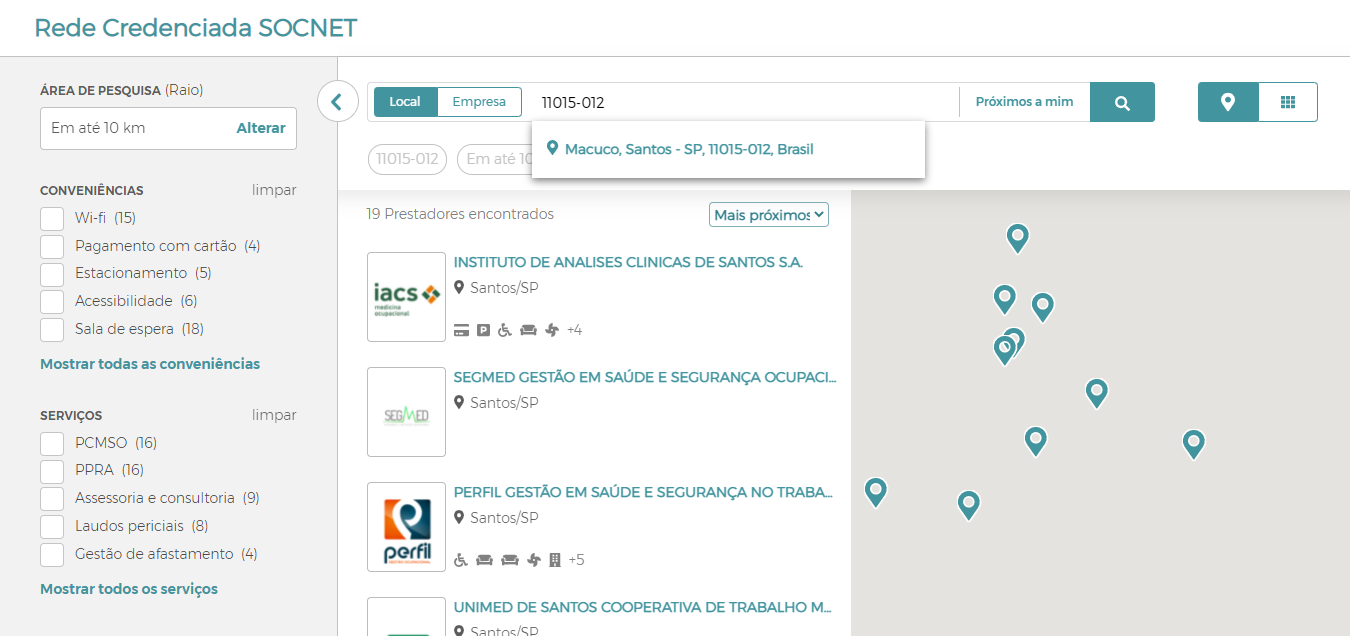 Rede Credenciada SOCNET
ÁREA DE PESQUISA (Raio)
Em até 10 km Alterar
CONVENIÊNCIAS limpar
Wi-fi (15)
Pagamento com cartão (4)
Estacionamento (5)
Acessibilidade (6)
Sala de espera (18)
Mostrar todas as conveniências
SERVIÇOS limpar
PCMSO (16)
PPRA (16)
Assessoria e consultoria (9)
Laudos periciais (8)
Gestão de afastamento (4)
Mostrar todos os serviços
Local Empresa 11015-012 Próximos a mim
Macuco, Santos - SP, 11015-012, Brasil
11015-012 Em até 10
19 Prestadores encontrados Mais próximos
iacs
medicina
ocupacional
INSTITUTO DE ANALISES CLINICAS DE SANTOS S.A.
Santos/SP
+4
SEGMED
SEGMED GESTÃO EM SAÚDE E SEGURANÇA OCUPACI...
Santos/SP
perfil
PERFIL GESTÃO EM SAÚDE E SEGURANÇA NO TRABA...
Santos/SP
+5
UNIMED DE SANTOS COOPERATIVA DE TRABALHO M...
Santos/SP